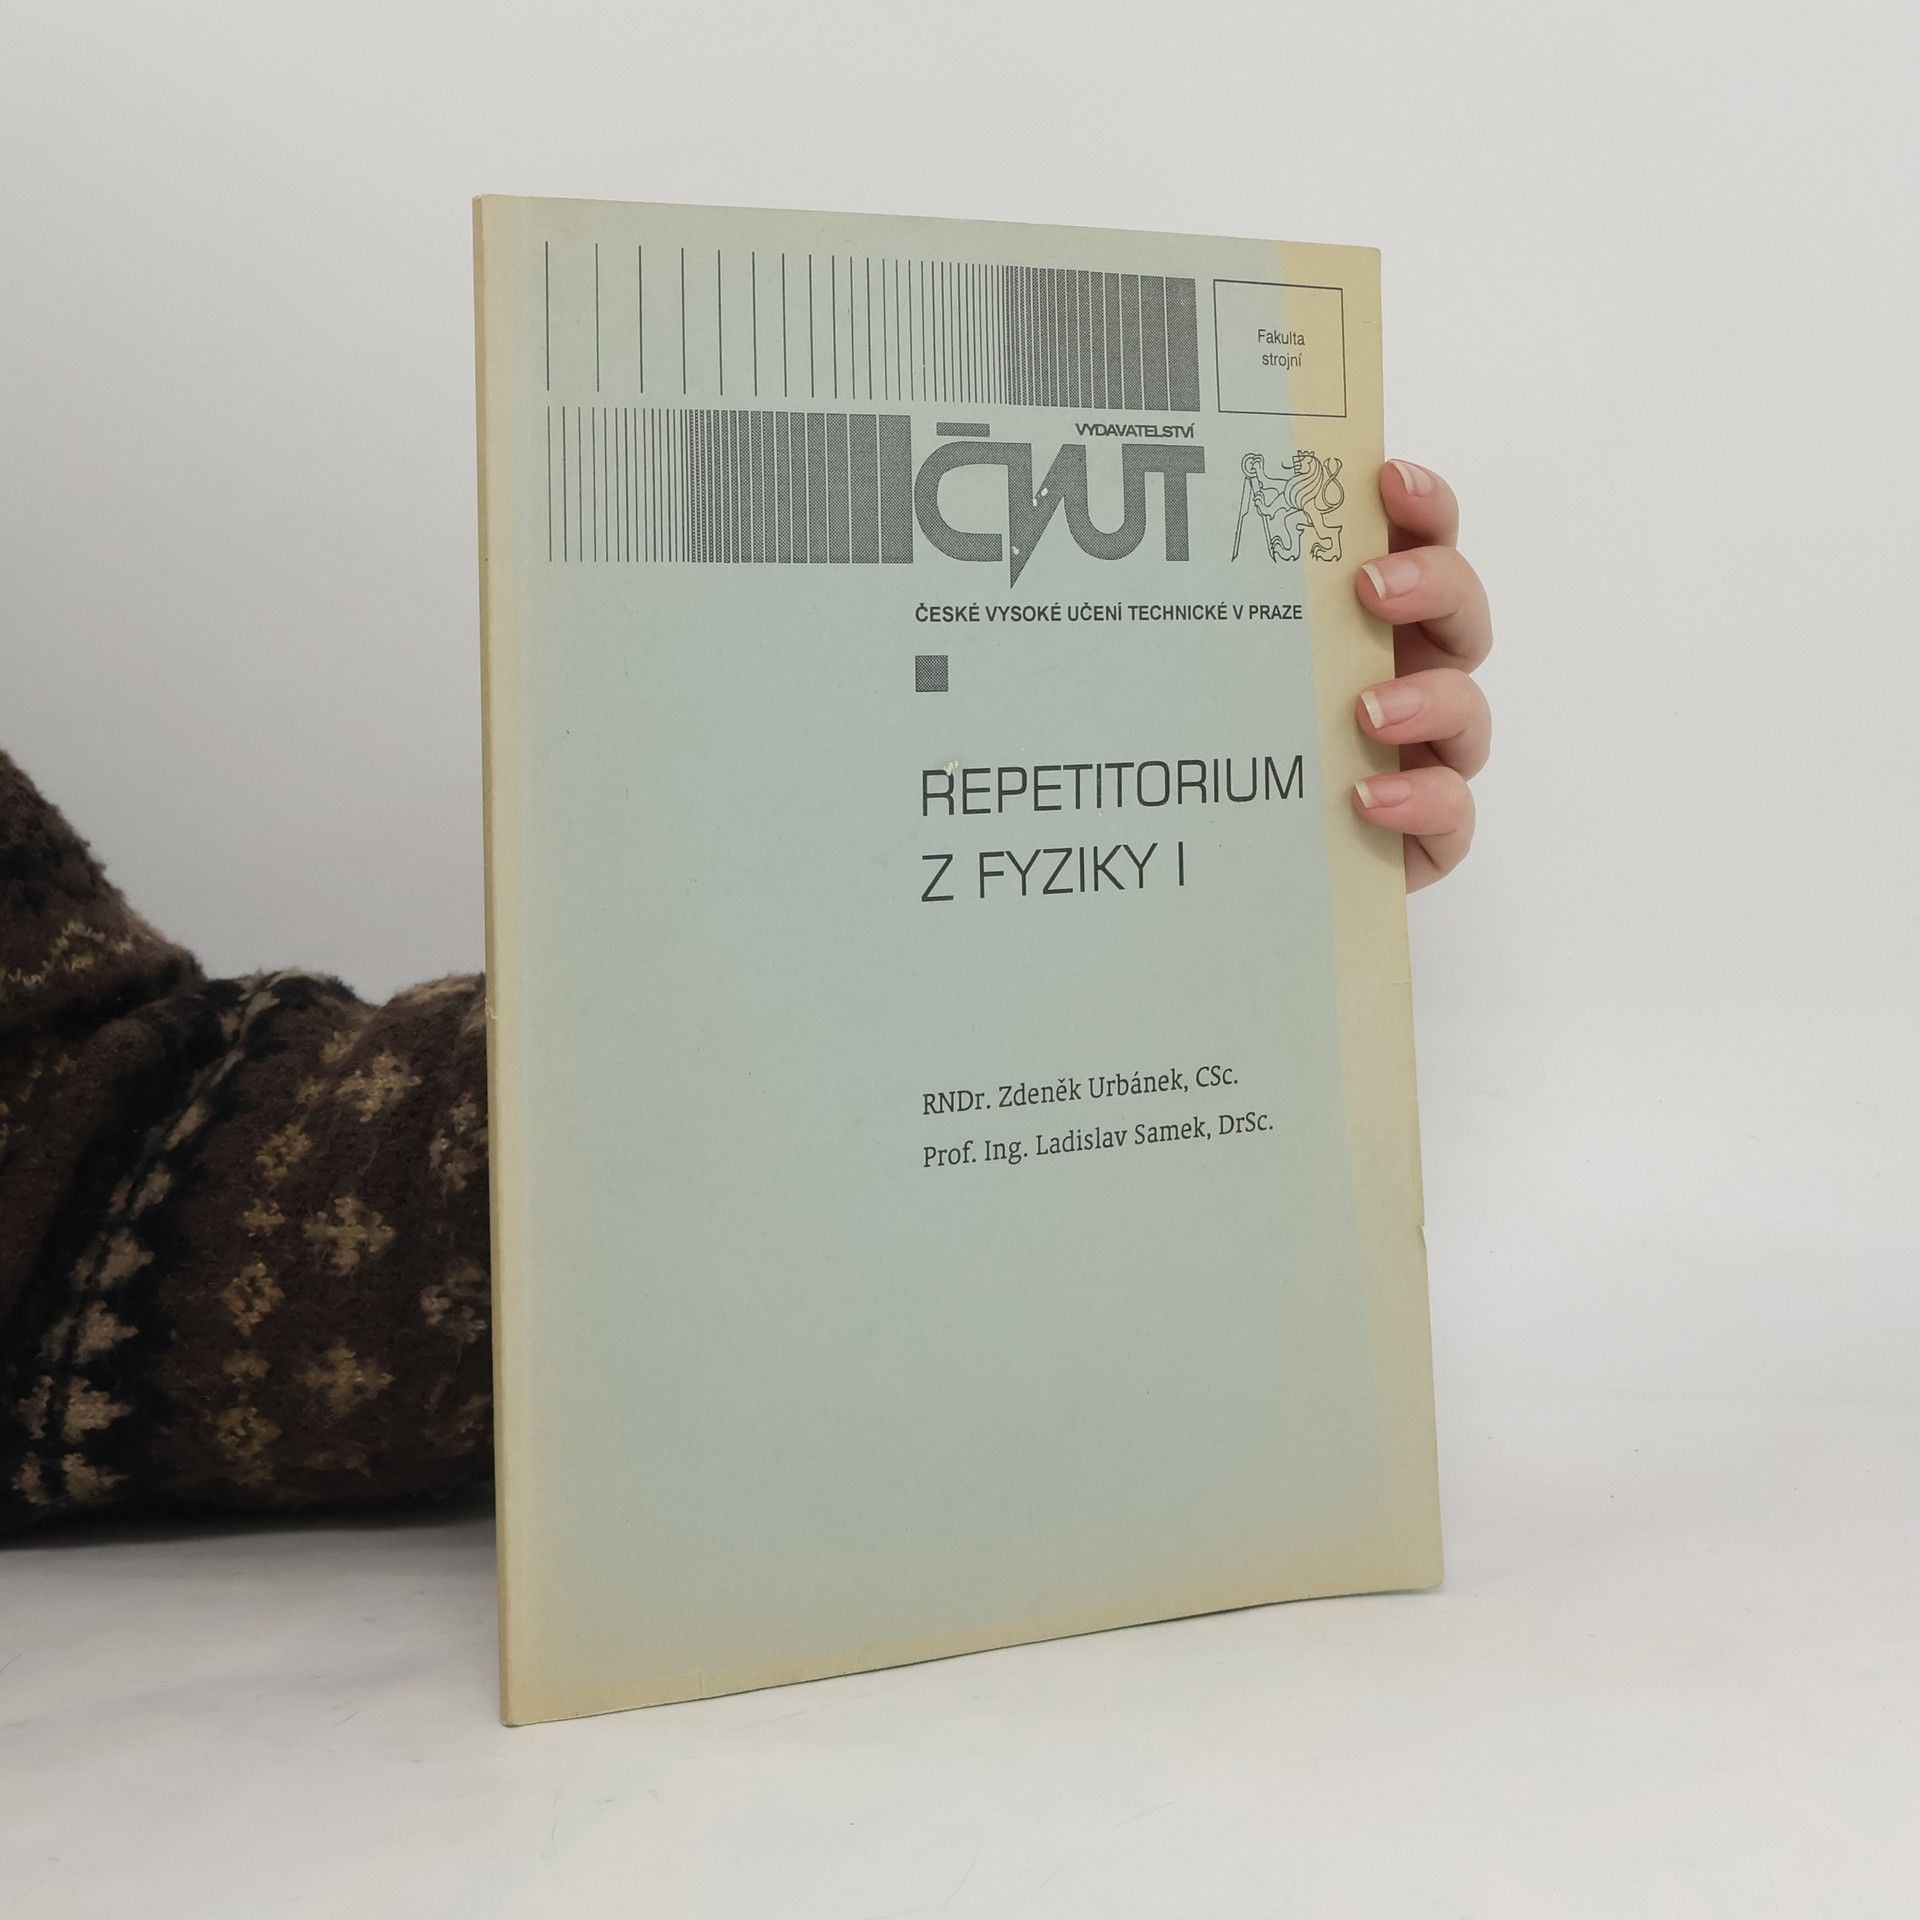 Fakulta
strojní
VYDAVATELSTVÍ
ČVUT
ČESKÉ VYSOKÉ UČENÍ TECHNICKÉ V PRAZE
REPETITORIUM
Z FYZIKY I
RNDr. Zdeněk Urbánek, CSc.
Prof. Ing. Ladislav Samek, DrSc.